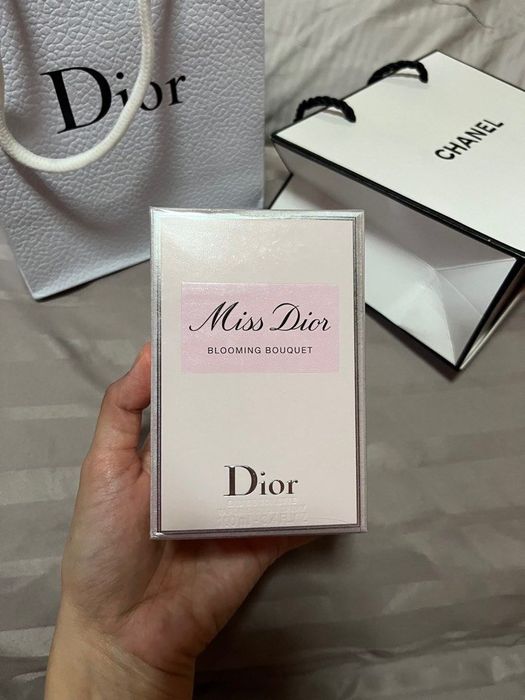 Dior
CHANEL
Miss Dior
BLOOMING BOUQUET
Dior